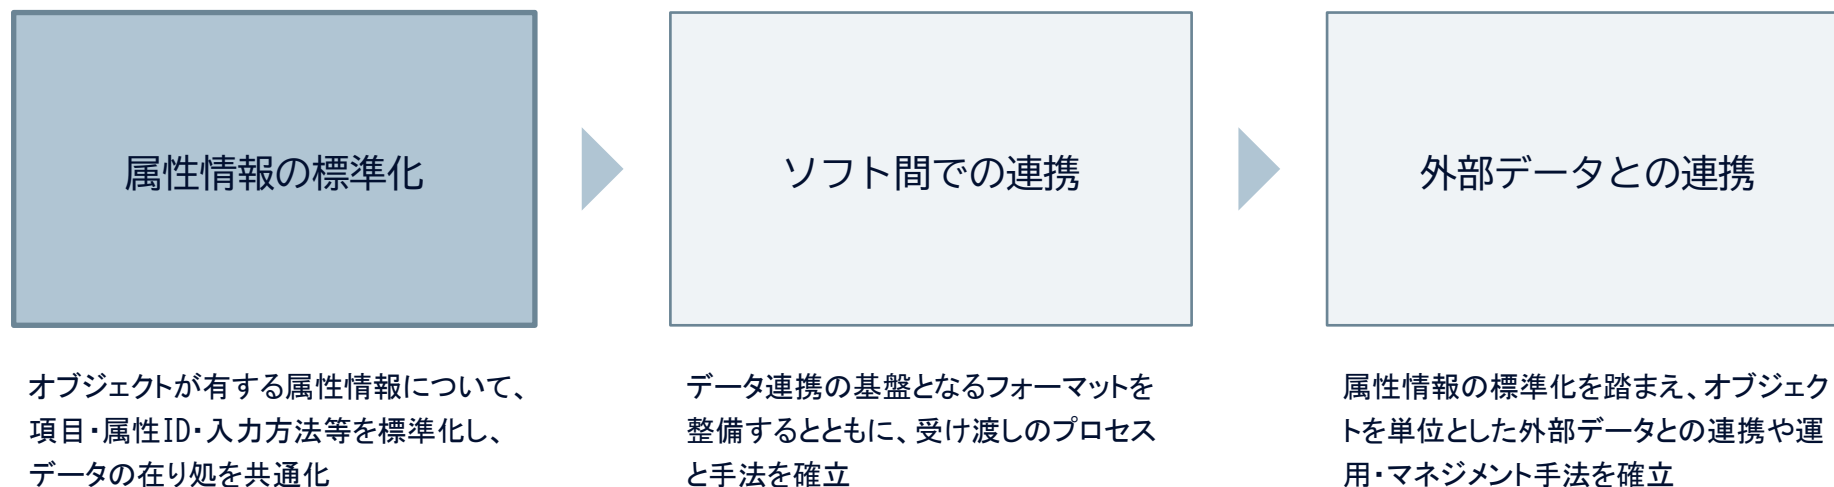 属性情報の標準化
オブジェクトが有する属性情報について、
項目・属性ID・入力方法等を標準化し、
データの在り処を共通化
ソフト間での連携
データ連携の基盤となるフォーマットを
整備するとともに、受け渡しのプロセス
と手法を確立
外部データとの連携
属性情報の標準化を踏まえ、オブジェク
トを単位とした外部データとの連携や運
用・マネジメント手法を確立